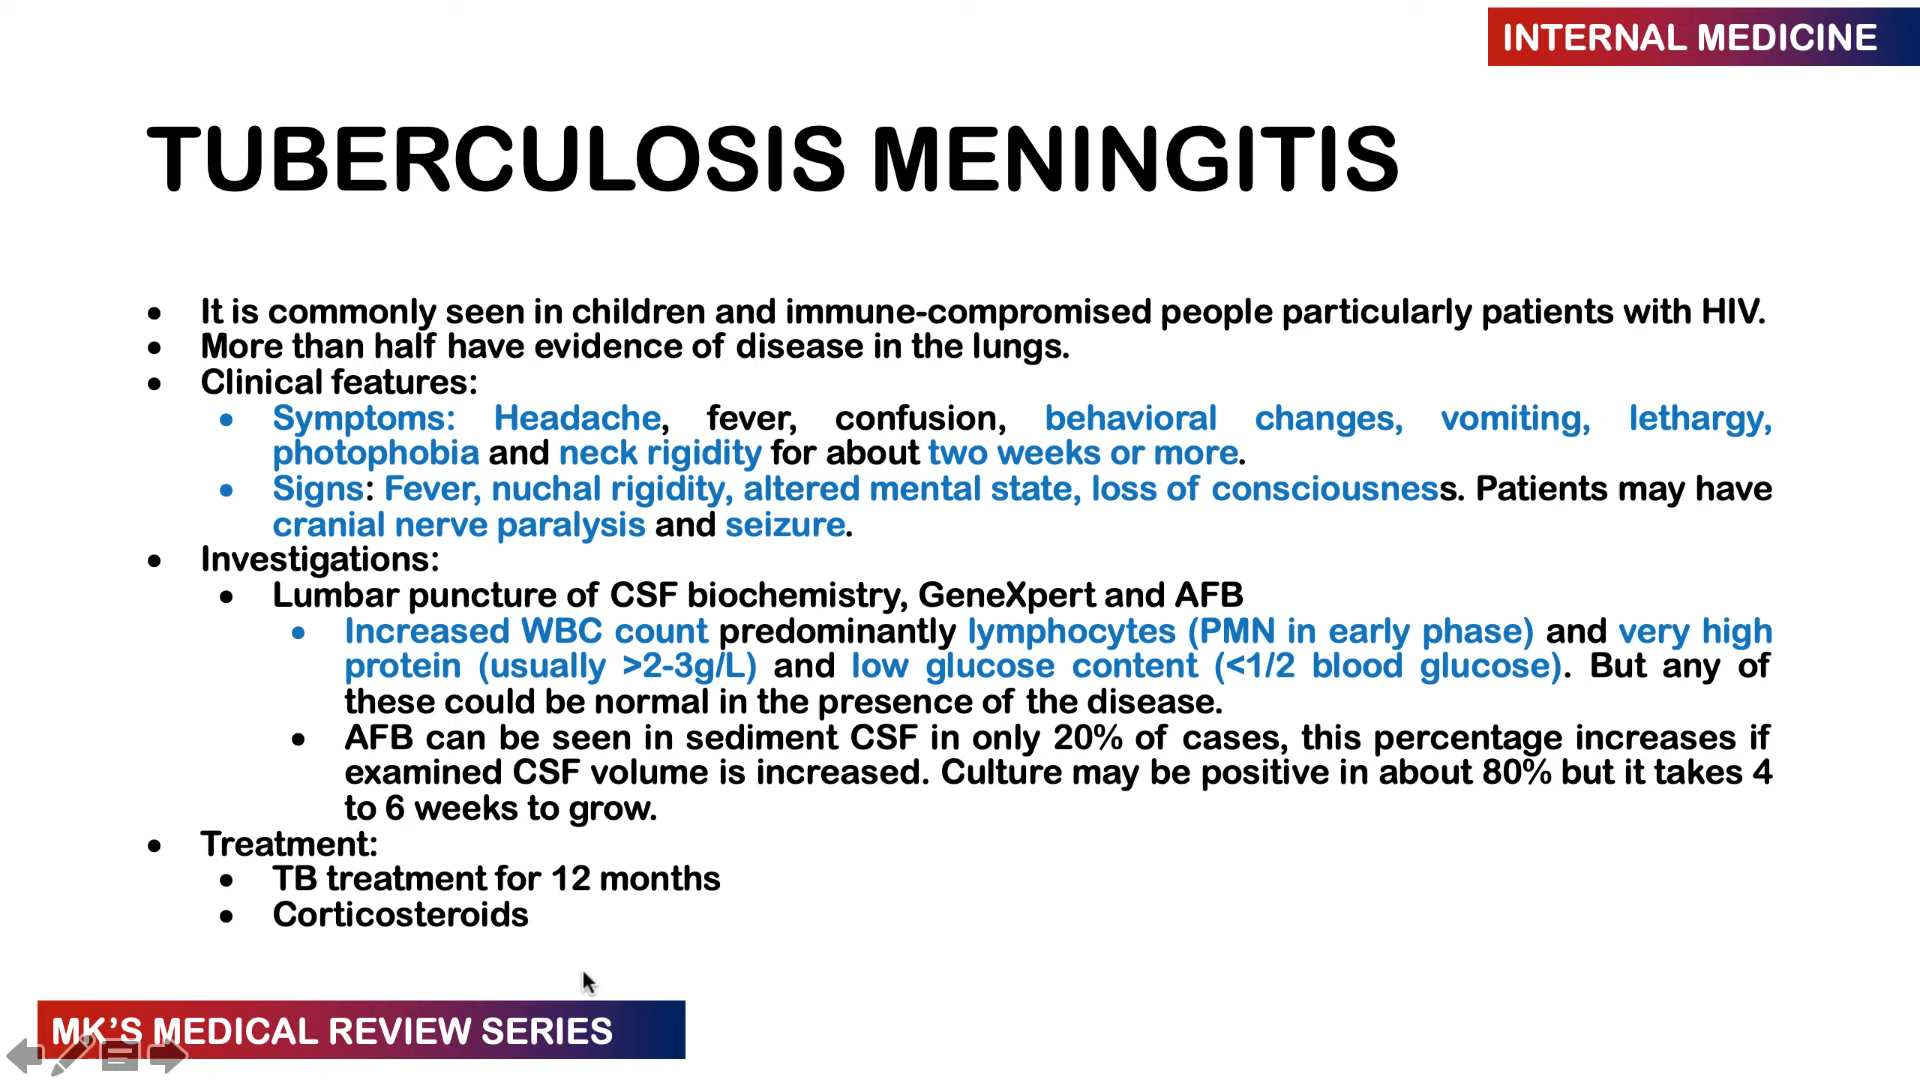 INTERNAL MEDICINE
TUBERCULOSIS MENINGITIS
• It is commonly seen in children and immune-compromised people particularly patients with HIV.
• More than half have evidence of disease in the lungs.
• Clinical features:
• Symptoms: Headache, fever, confusion, behavioral changes, vomiting, lethargy,
photophobia and neck rigidity for about two weeks or more.
• Signs: Fever, nuchal rigidity, altered mental state, loss of consciousness. Patients may have
cranial nerve paralysis and seizure.
• Investigations:
• Lumbar puncture of CSF biochemistry, GeneXpert and AFB
• Increased WBC count predominantly lymphocytes (PMN in early phase) and very high
protein (usually >2-3g/L) and low glucose content (<1/2 blood glucose). But any of
these could be normal in the presence of the disease.
• AFB can be seen in sediment CSF in only 20% of cases, this percentage increases if
examined CSF volume is increased. Culture may be positive in about 80% but it takes 4
to 6 weeks to grow.
• Treatment:
• TB treatment for 12 months
• Corticosteroids
MK'S MEDICAL REVIEW SERIES